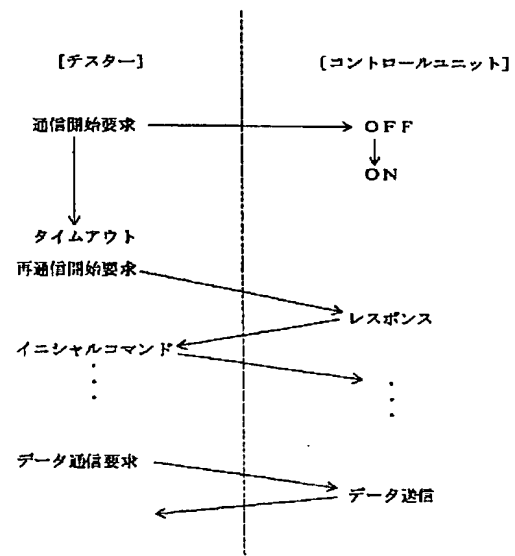 [テスター]
[コントロールユニット]
通信開始要求
OFF
ON
タイムアウト
再通信開始要求
レスポンス
イニシャルコマンド
データ通信要求
データ送信